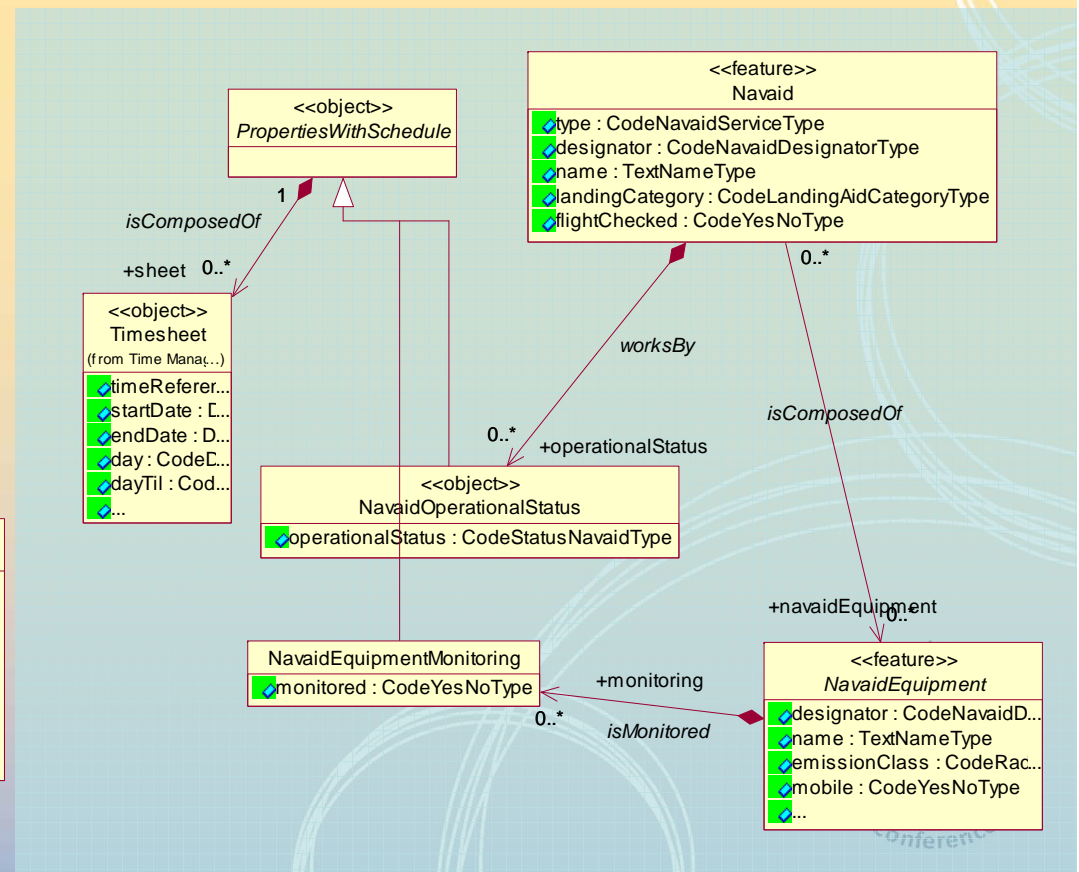 <<object>>
PropertiesWithSchedule
1
isComposedOf
+sheet 0..*
<<object>>
Timesheet
(from Time Manag...)
timeReferer...
startDate : D...
endDate : D...
day : CodeD...
dayTil : Cod...
...
<<feature>>
Navaid
type : CodeNavaidServiceType
designator : CodeNavaidDesignatorType
name : TextNameType
landingCategory : CodeLandingAidCategoryType
flightChecked : CodeYesNoType
0..*
worksBy
isComposedOf
0..*
+operationalStatus
<<object>>
NavaidOperationalStatus
operationalStatus : CodeStatusNavaidType
+navaidEquipment
0..*
NavaidEquipmentMonitoring
monitored : CodeYesNoType
+monitoring
0..*
isMonitored
<<feature>>
NavaidEquipment
designator : CodeNavaidD...
name : TextNameType
emissionClass : CodeRac...
mobile : CodeYesNoType
...